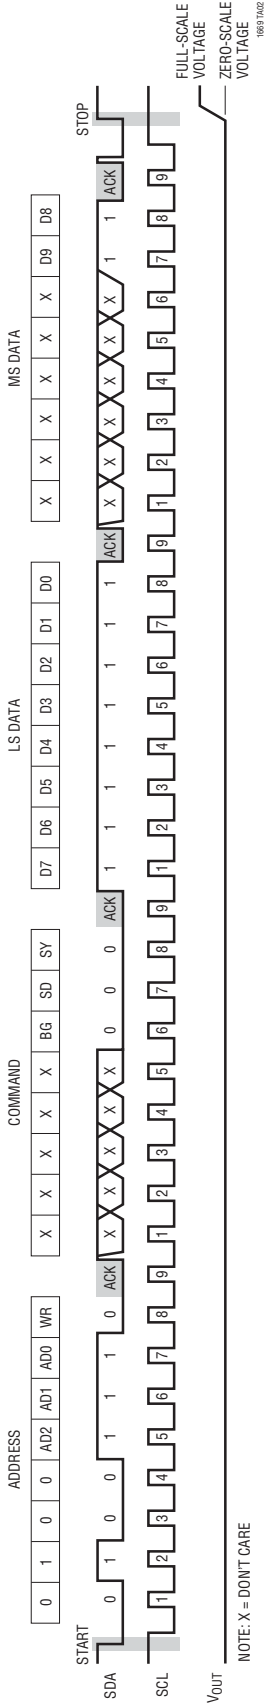 ADDRESS COMMAND LS DATA MS DATA
0 1 0 0 AD2 AD1 AD0 WR X X X X X BG SD SY D7 D6 D5 D4 D3 D2 D1 D0 X X X X X X D9 D8
START STOP
SDA 0 1 0 0 1 1 1 0 ACK X X X X X 0 0 0 ACK 1 1 1 1 1 1 1 1 ACK X X X X X X 1 1 ACK
SCL 1 2 3 4 5 6 7 8 9 1 2 3 4 5 6 7 8 9 1 2 3 4 5 6 7 8 9 1 2 3 4 5 6 7 8 9
FULL-SCALE
VOLTAGE
VOUT
ZERO-SCALE
VOLTAGE
NOTE: X = DON'T CARE
1669 TA02